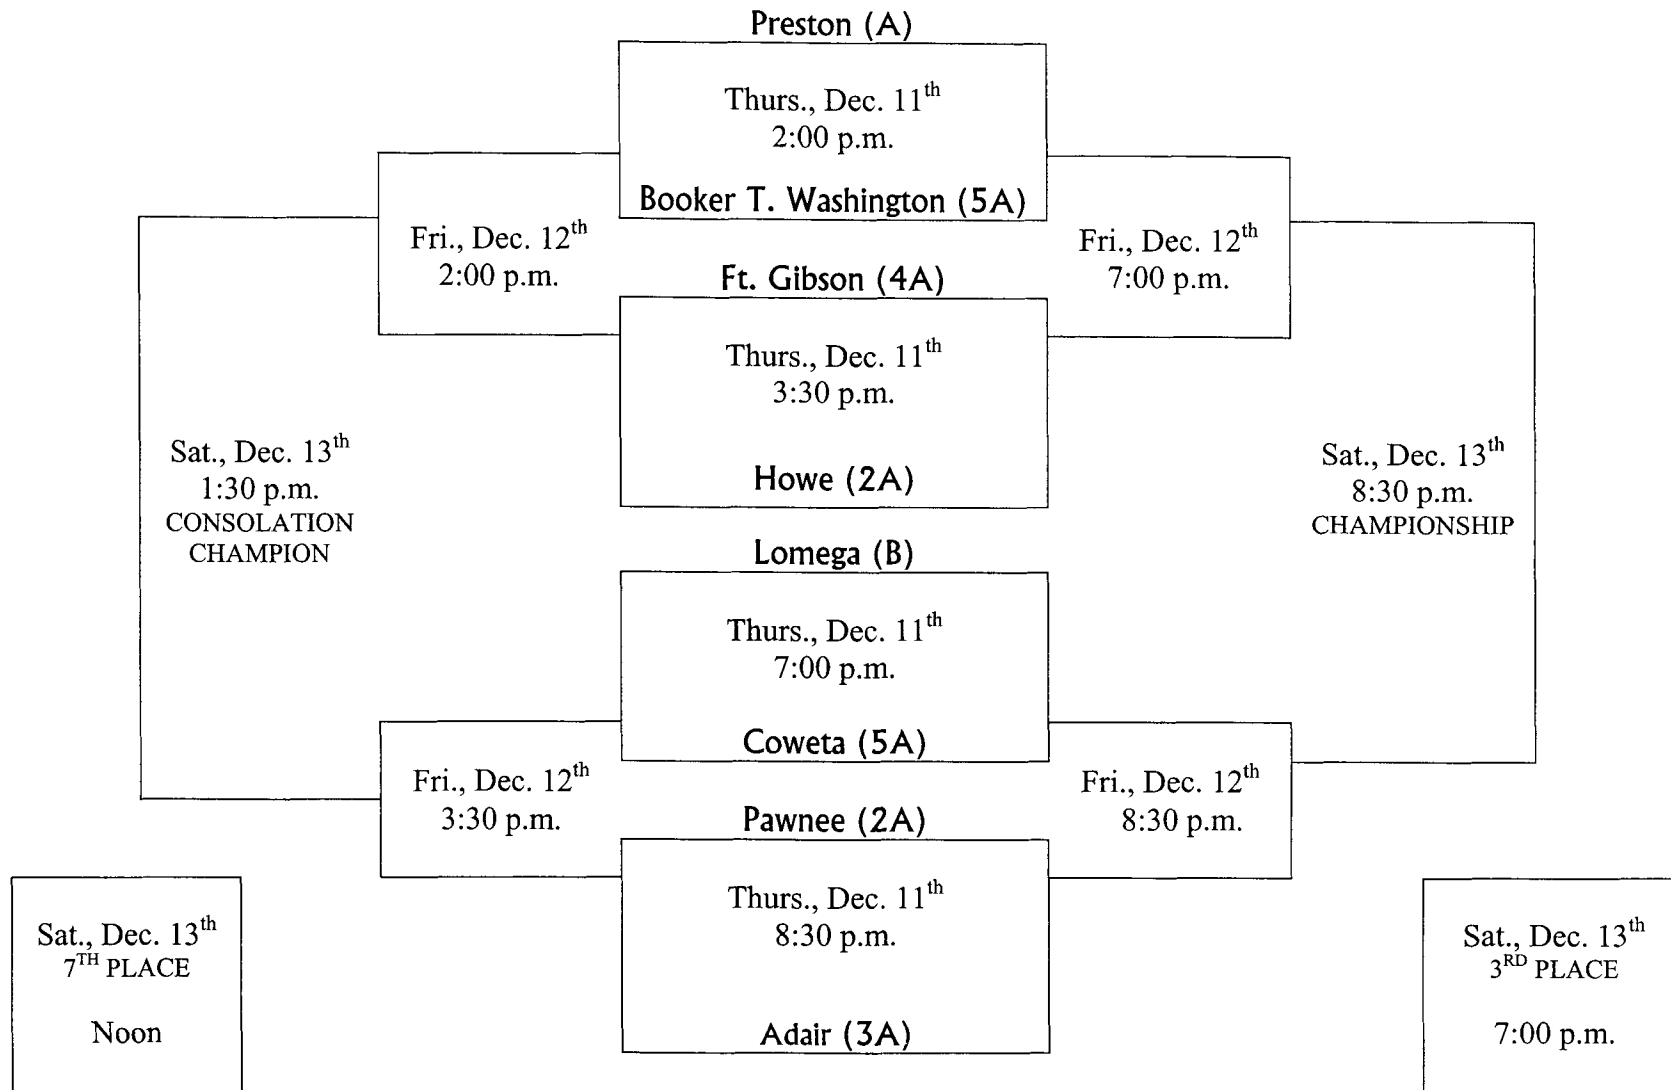 Preston (A)
Thurs., Dec. 11th
2:00 p.m.
Booker T. Washington (5A)
Fri., Dec. 12th
2:00 p.m.
Fri., Dec. 12th
7:00 p.m.
Ft. Gibson (4A)
Thurs., Dec. 11th
3:30 p.m.
Howe (2A)
Sat., Dec. 13th
1:30 p.m.
CONSOLATION
CHAMPION
Sat., Dec. 13th
8:30 p.m.
CHAMPIONSHIP
Lomega (B)
Thurs., Dec. 11th
7:00 p.m.
Coweta (5A)
Fri., Dec. 12th
3:30 p.m.
Fri., Dec. 12th
8:30 p.m.
Pawnee (2A)
Thurs., Dec. 11th
8:30 p.m.
Adair (3A)
Sat., Dec. 13th
7TH PLACE
Noon
Sat., Dec. 13th
3RD PLACE
7:00 p.m.